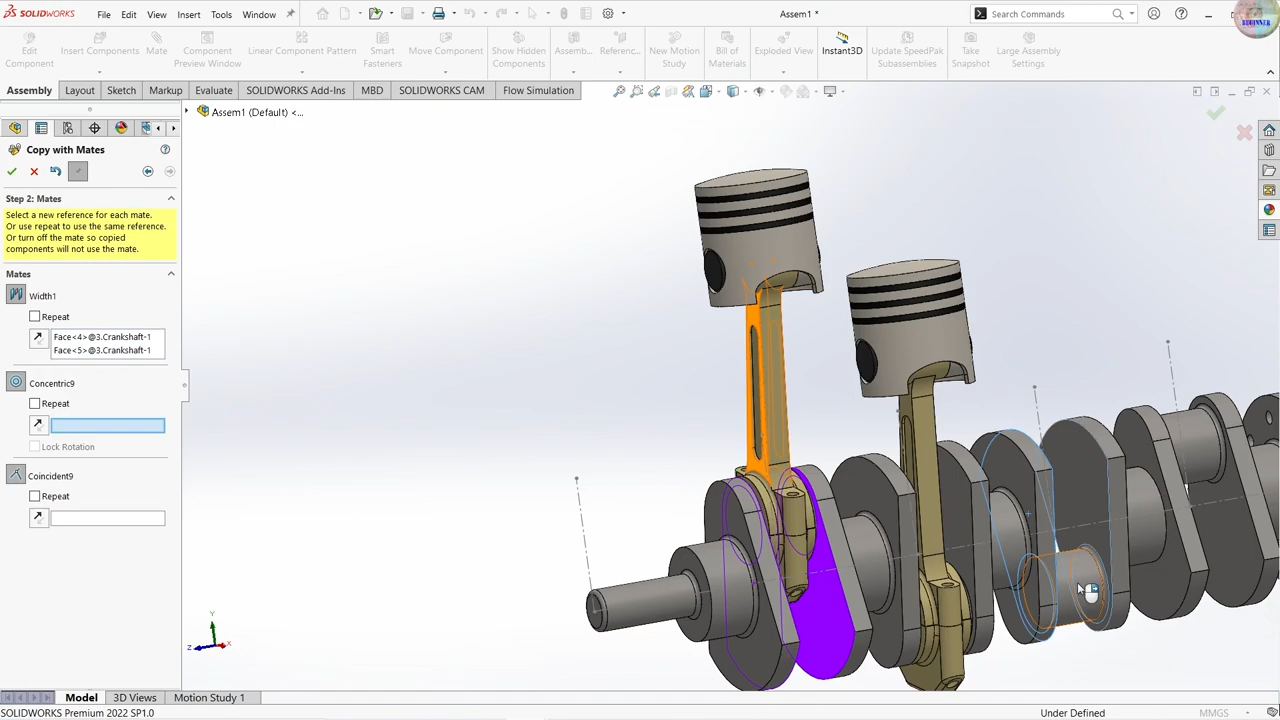 SOLIDWORKS File Edit View Insert Tools Window Assem1 * Search Commands
BEGINNER
Edit Component
Insert Components
Mate
Component Preview Window
Linear Component Pattern
Smart Fasteners
Move Component
Show Hidden Components
Assemb...
Referenc...
New Motion Study
Bill of Materials
Exploded View
Instant3D
Update SpeedPak Subassemblies
Take Snapshot
Large Assembly Settings
Assembly Layout Sketch Markup Evaluate SOLIDWORKS Add-Ins MBD SOLIDWORKS CAM Flow Simulation
Assem1 (Default) <...
Copy with Mates
Step 2: Mates
Select a new reference for each mate.
Or use repeat to use the same reference.
Or turn off the mate so copied
components will not use the mate.
Mates
Width1
Repeat
Face<4>@3.Crankshaft-1
Face<5>@3.Crankshaft-1
Concentric9
Repeat
Lock Rotation
Coincident9
Repeat
Y
Z X
Model 3D Views Motion Study 1
SOLIDWORKS Premium 2022 SP1.0 Under Defined MMGS